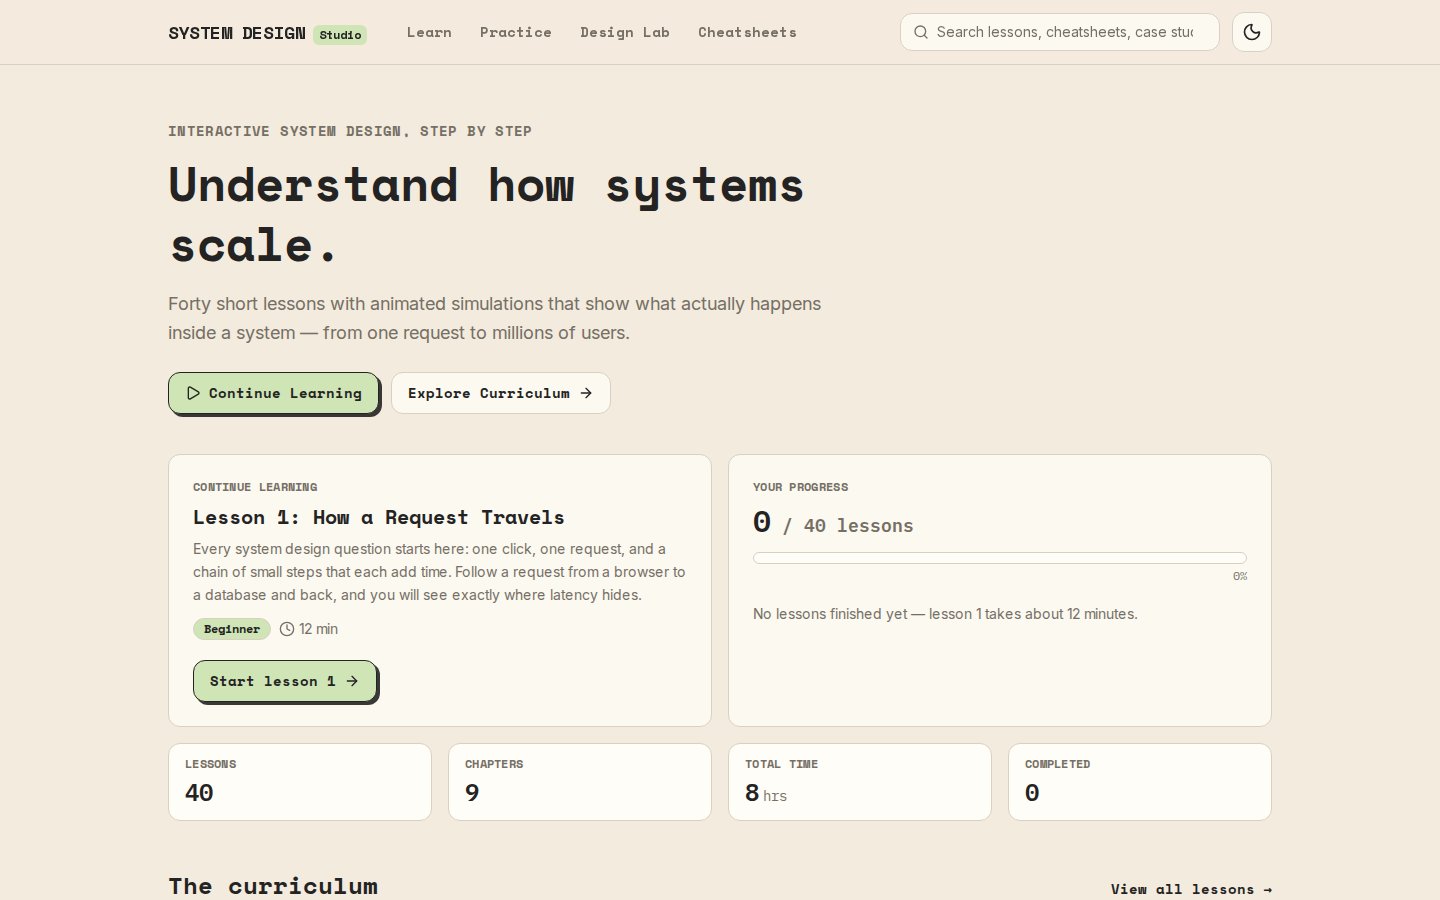 SYSTEM DESIGN Studio Learn Practice Design Lab Cheatsheets Search lessons, cheatsheets, case
INTERACTIVE SYSTEM DESIGN, STEP BY STEP
Understand how systems
scale.
Forty short lessons with animated simulations that show what actually happens
inside a system — from one request to millions of users.
Continue Learning Explore Curriculum →
CONTINUE LEARNING
Lesson 1: How a Request Travels
Every system design question starts here: one click, one request, and a
chain of small steps that each add time. Follow a request from a browser to
a database and back, and you will see exactly where latency hides.
Beginner 12 min
Start lesson 1 →
YOUR PROGRESS
0 / 40 lessons
0%
No lessons finished yet — lesson 1 takes about 12 minutes.
LESSONS
40
CHAPTERS
9
TOTAL TIME
8 hrs
COMPLETED
0
The curriculum
View all lessons →